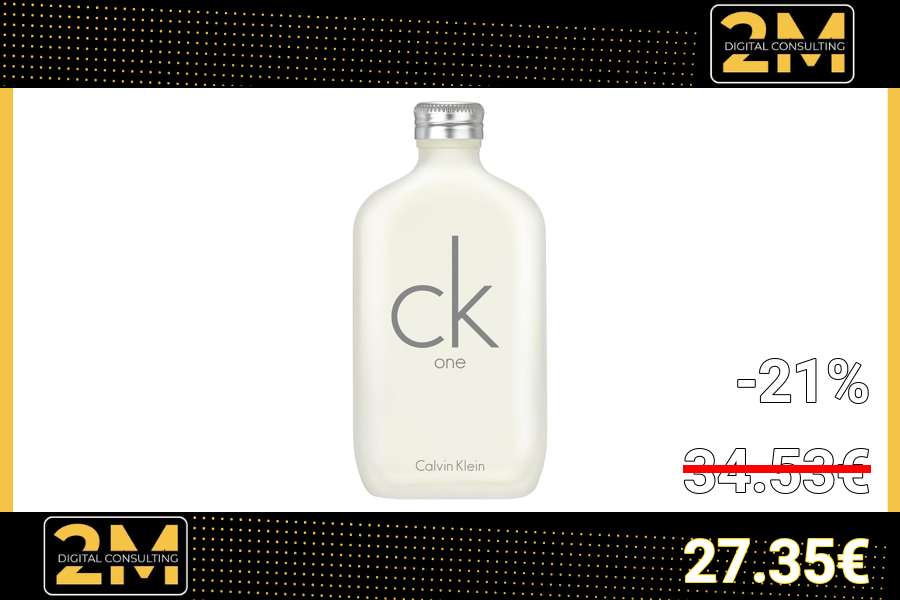 2M
DIGITAL CONSULTING
ck
one
Calvin Klein
-21%
34.53€
2M
DIGITAL CONSULTING
27.35€